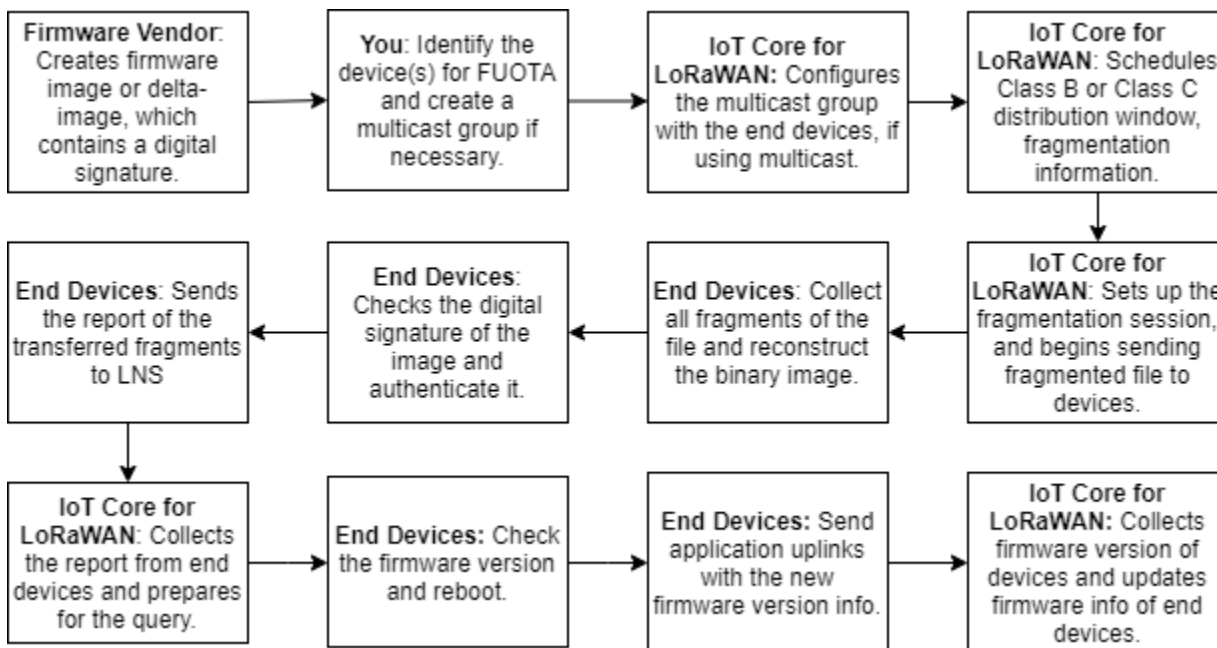 Firmware Vendor:
Creates firmware
image or delta-
image, which
contains a digital
signature.
You: Identify the
device(s) for FUOTA
and create a
multicast group if
necessary.
IoT Core for
LoRaWAN: Configures
the multicast group
with the end devices, if
using multicast.
IoT Core for
LoRaWAN: Schedules
Class B or Class C
distribution window,
fragmentation
information.
IoT Core for
LoRaWAN: Sets up the
fragmentation session,
and begins sending
fragmented file to
devices.
End Devices: Collect
all fragments of the
file and reconstruct
the binary image.
End Devices:
Checks the digital
signature of the
image and
authenticate it.
End Devices: Sends
the report of the
transferred fragments
to LNS
IoT Core for
LoRaWAN: Collects
the report from end
devices and prepares
for the query.
End Devices: Check
the firmware version
and reboot.
End Devices: Send
application uplinks
with the new
firmware version info.
IoT Core for
LoRaWAN: Collects
firmware version of
devices and updates
firmware info of end
devices.